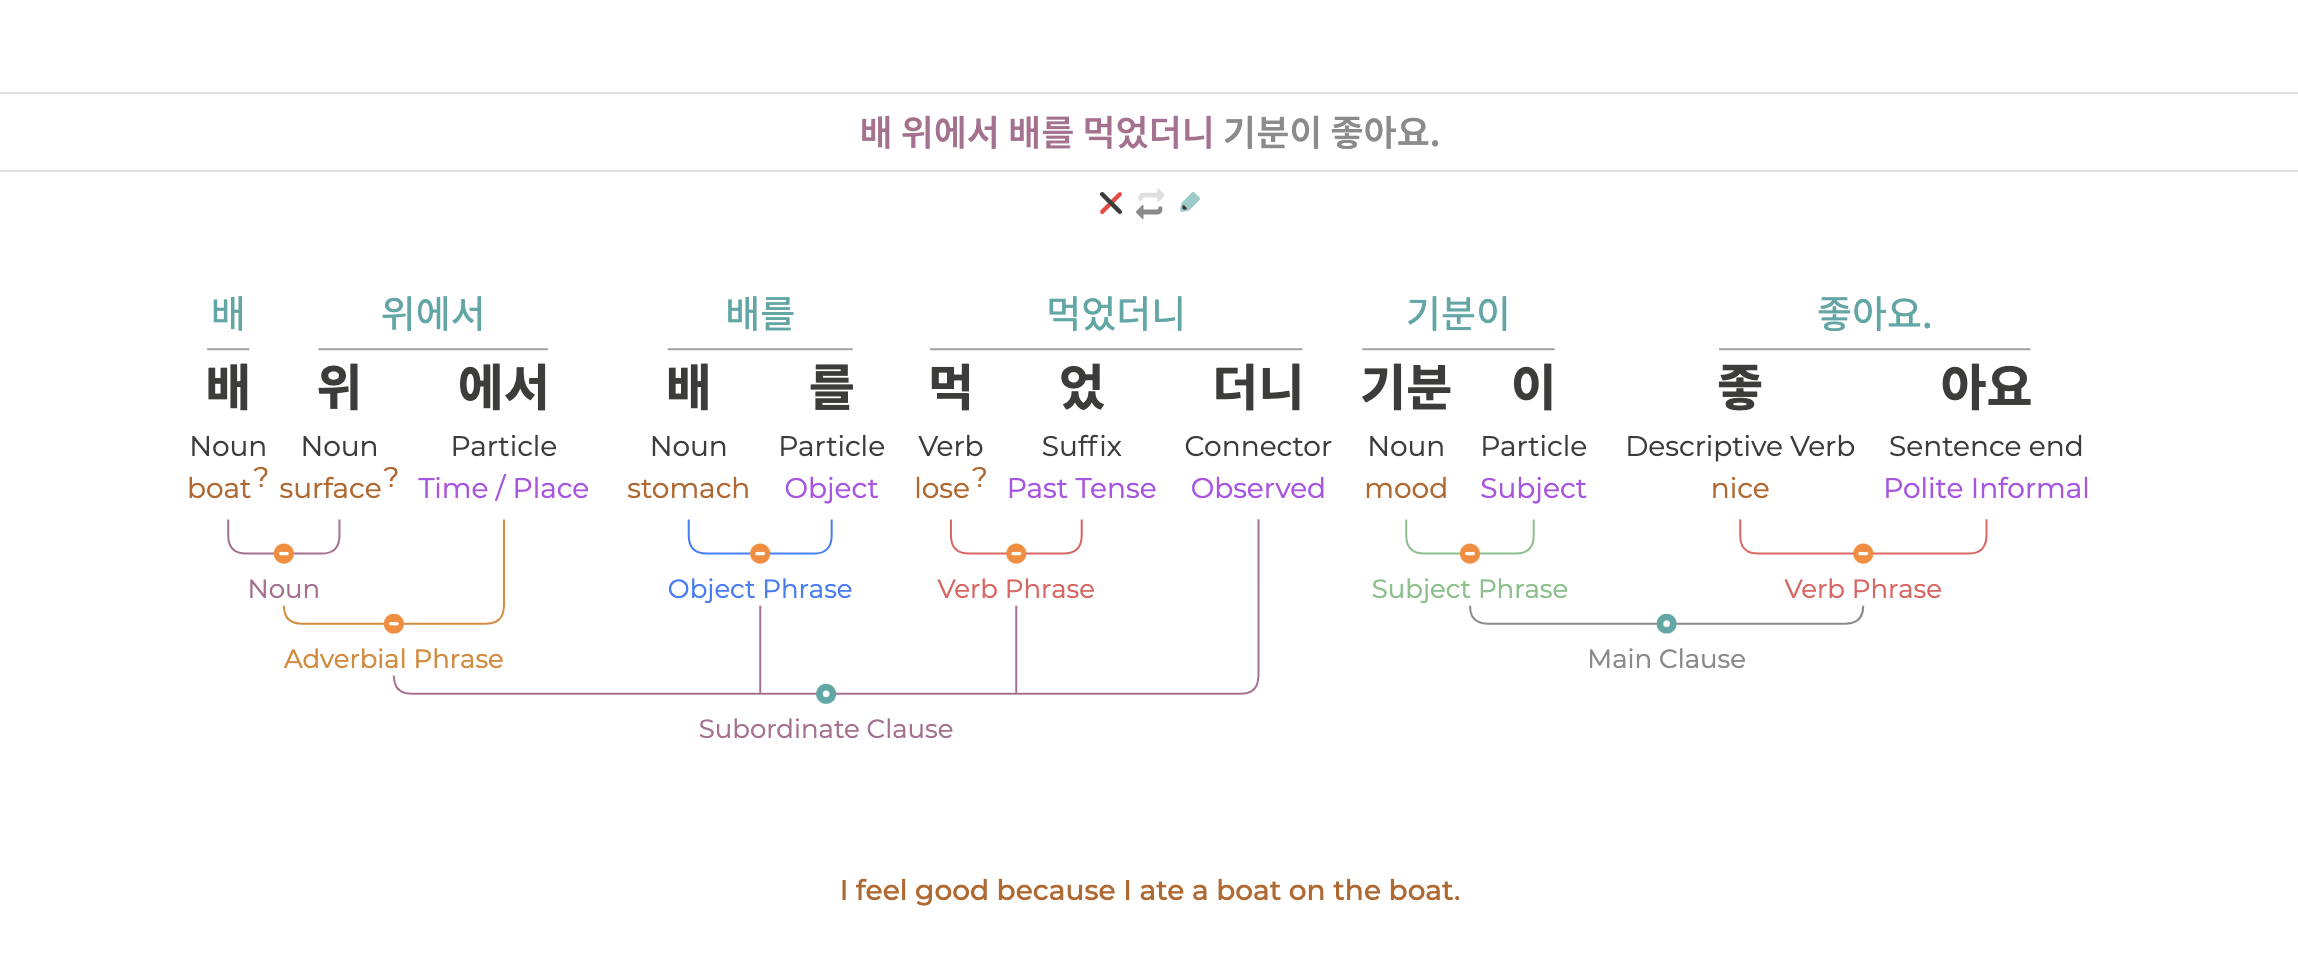 배 위에서 배를 먹었더니 기분이 좋아요.
배 위에서 배를 먹었더니 기분이 좋아요.
배 위 에서 배 를 먹 었 더니 기분 이 좋 아요
Noun Noun Particle Noun Particle Verb Suffix Connector Noun Particle Descriptive Verb Sentence end
boat? surface? Time / Place stomach Object lose? Past Tense Observed mood Subject nice Polite Informal
Noun Object Phrase Verb Phrase Subject Phrase Verb Phrase
Adverbial Phrase Main Clause
Subordinate Clause
I feel good because I ate a boat on the boat.